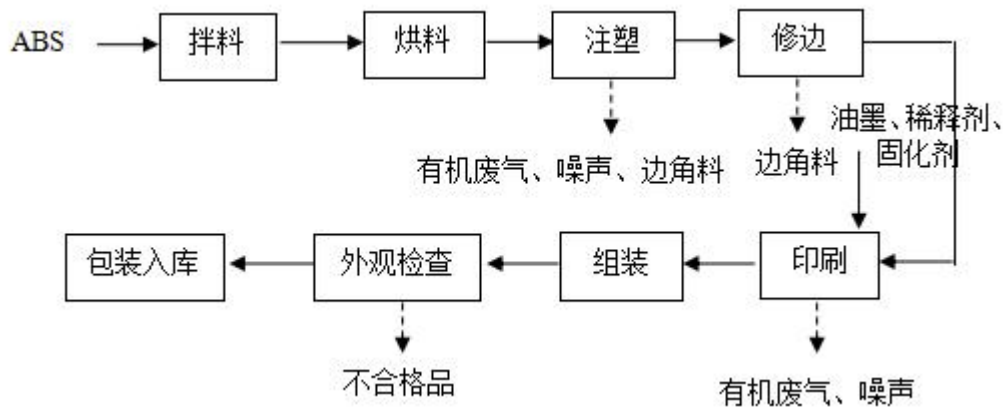 ABS
拌料
烘料
注塑
修边
油墨、稀释剂、
固化剂
有机废气、噪声、边角料
边角料
包装入库
外观检查
组装
印刷
不合格品
有机废气、噪声